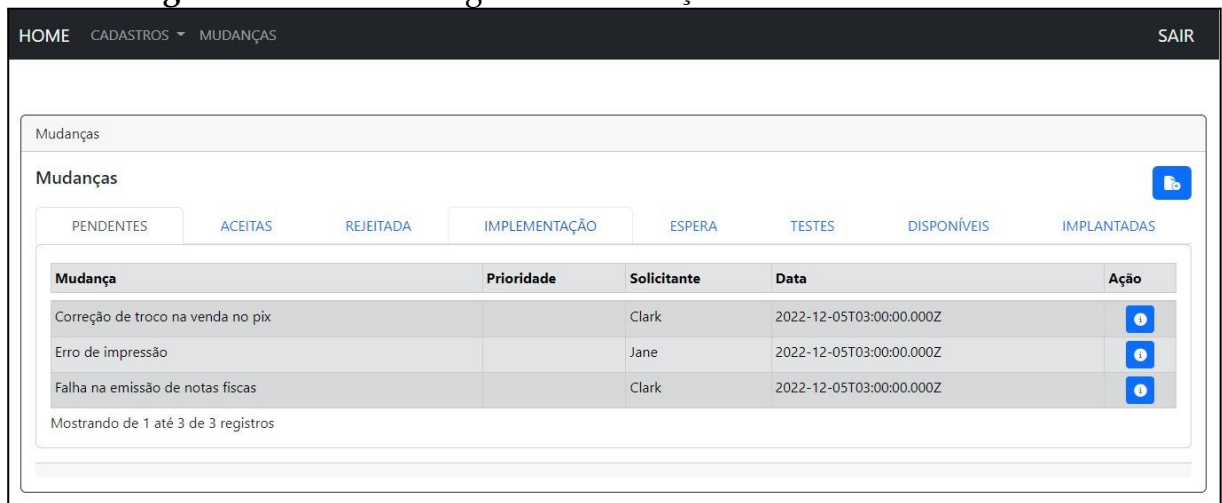 HOME CADASTROS MUDANÇAS SAIR
Mudanças
Mudanças
PENDENTES ACEITAS REJEITADA IMPLEMENTAÇÃO ESPERA TESTES DISPONÍVEIS IMPLANTADAS
Mudança Prioridade Solicitante Data Ação
Correção de troco na venda no pix Clark 2022-12-05T03:00:00.000Z
Erro de impressão Jane 2022-12-05T03:00:00.000Z
Falha na emissão de notas fiscas Clark 2022-12-05T03:00:00.000Z
Mostrando de 1 até 3 de 3 registros